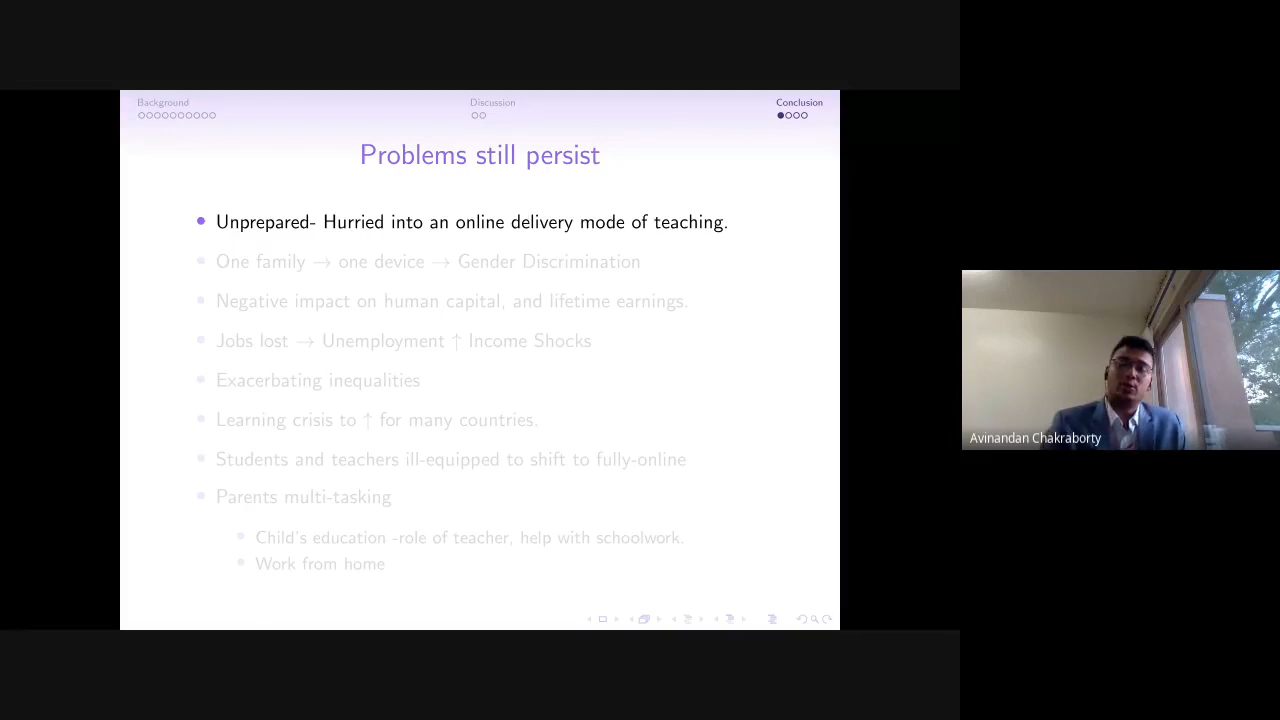 Background
Discussion
Conclusion
Problems still persist
Unprepared- Hurried into an online delivery mode of teaching.
One family → one device → Gender Discrimination
Negative impact on human capital, and lifetime earnings.
Jobs lost → Unemployment ↑ Income Shocks
Exacerbating inequalities
Learning crisis to ↑ for many countries.
Students and teachers ill-equipped to shift to fully-online
Parents multi-tasking
Child's education -role of teacher, help with schoolwork.
Work from home
Avinandan Chakraborty